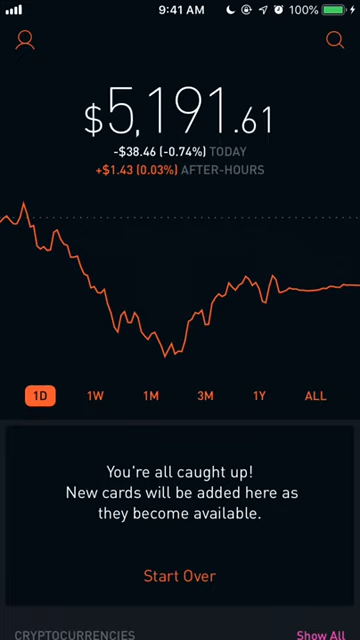 9:41 AM 100%
$5,191.61
-$38.46 (-0.74%) TODAY
+$1.43 (0.03%) AFTER-HOURS
1D 1W 1M 3M 1Y ALL
You're all caught up!
New cards will be added here as
they become available.
Start Over
CRYPTOCURRENCIES Show All